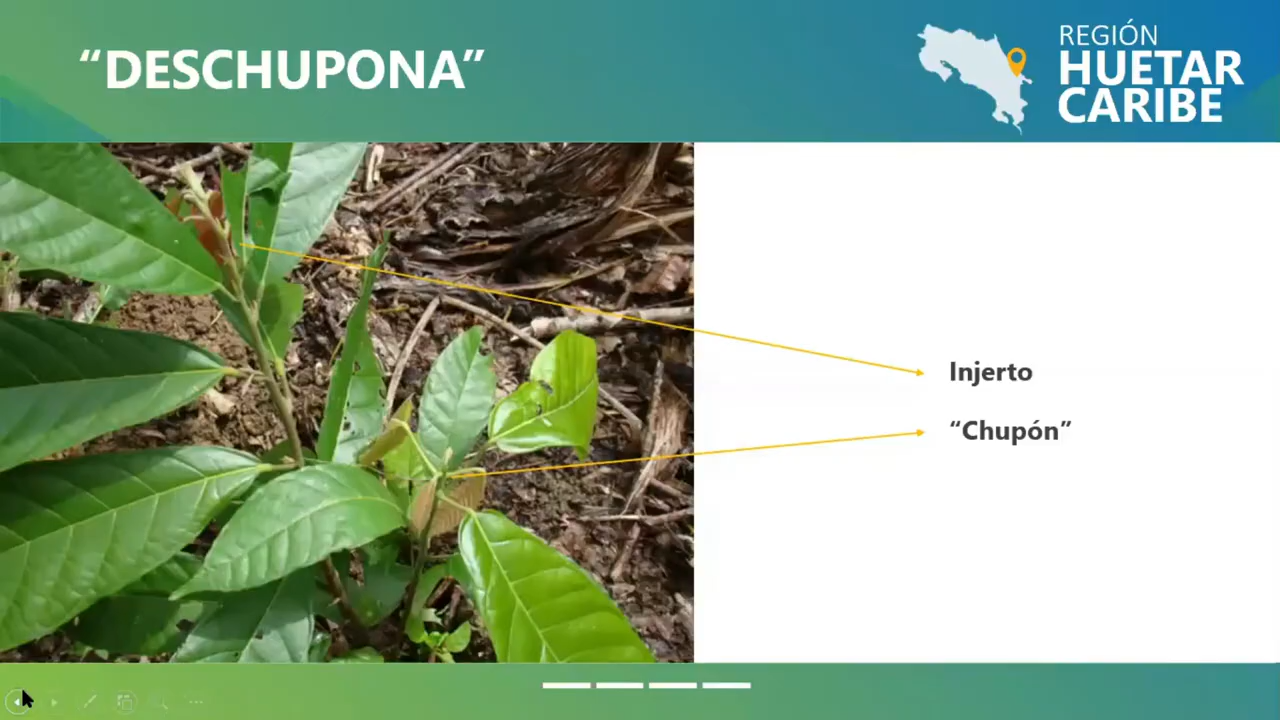 “DESCHUPONA”
REGIÓN
HUETAR
CARIBE
Injerto
“Chupón”